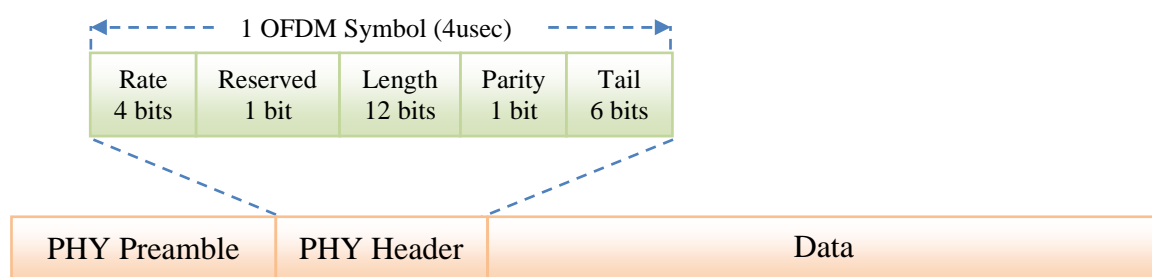 1 OFDM Symbol (4usec)
Rate Reserved Length Parity Tail
4 bits 1 bit 12 bits 1 bit 6 bits
PHY Preamble PHY Header Data